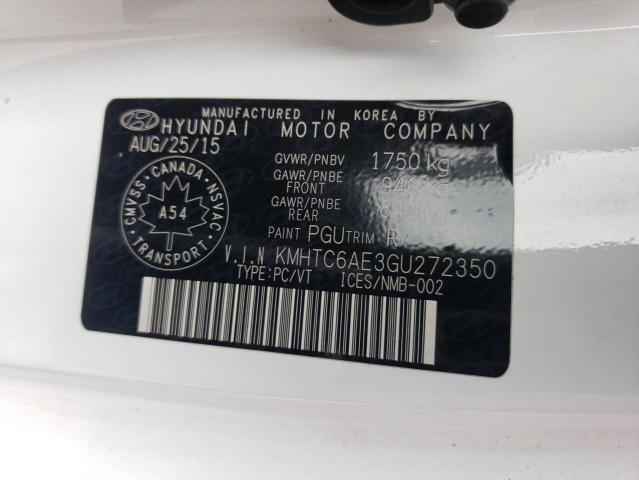 MANUFACTURED IN KOREA BY
HYUNDAI MOTOR COMPANY
AUG/25/15
GVWR/PNBV 1750 kg
GAWR/PNBE FRONT
GAWR/PNBE REAR
PAINT PGU TRIM
V.I.N KMHTC6AE3GU272350
TYPE:PC/VT ICES/NMB-002
CMVSS CANADA NSVAC
A54
TRANSPORT